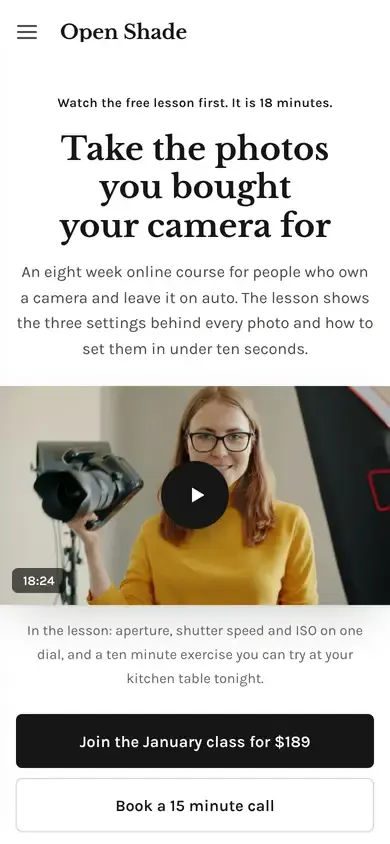 Open Shade
Watch the free lesson first. It is 18 minutes.
Take the photos
you bought
your camera for
An eight week online course for people who own
a camera and leave it on auto. The lesson shows
the three settings behind every photo and how to
set them in under ten seconds.
18:24
In the lesson: aperture, shutter speed and ISO on one
dial, and a ten minute exercise you can try at your
kitchen table tonight.
Join the January class for $189
Book a 15 minute call